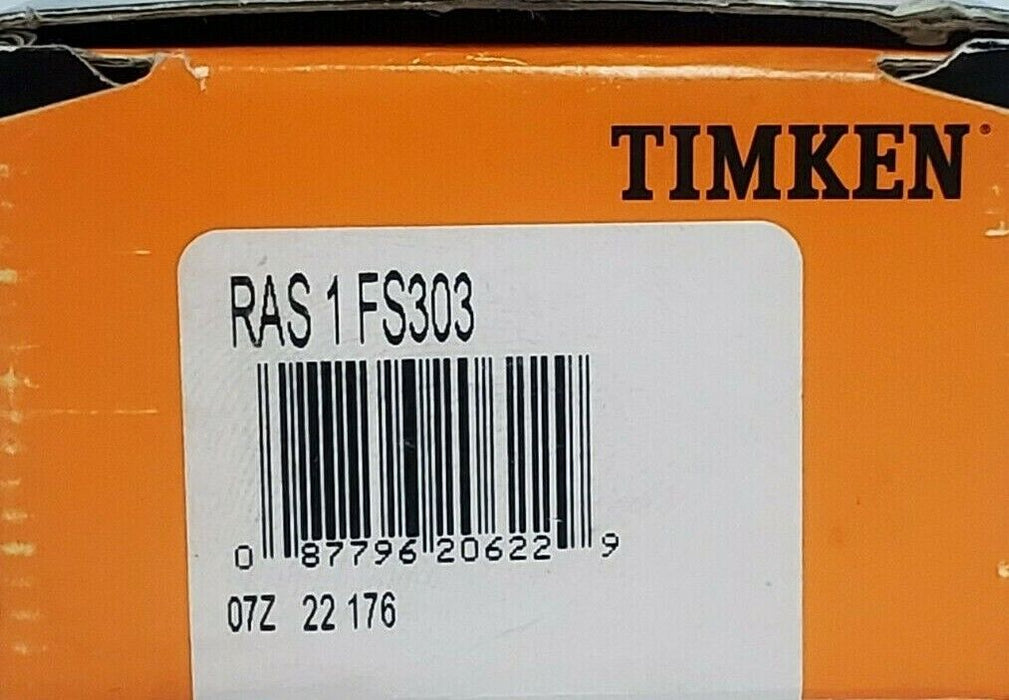 TIMKEN®
RAS 1 FS303
0 87796 20622 9
07Z 22 176